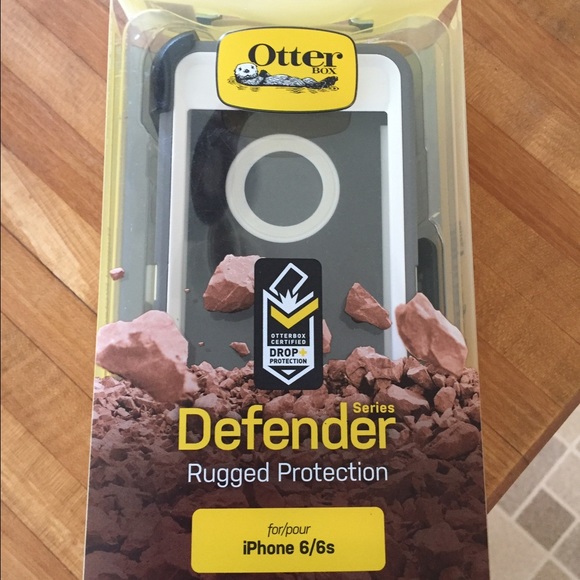 Otter
BOX
OTTERBOX
CERTIFIED
DROP+
PROTECTION
Series
Defender
Rugged Protection
for/pour
iPhone 6/6s